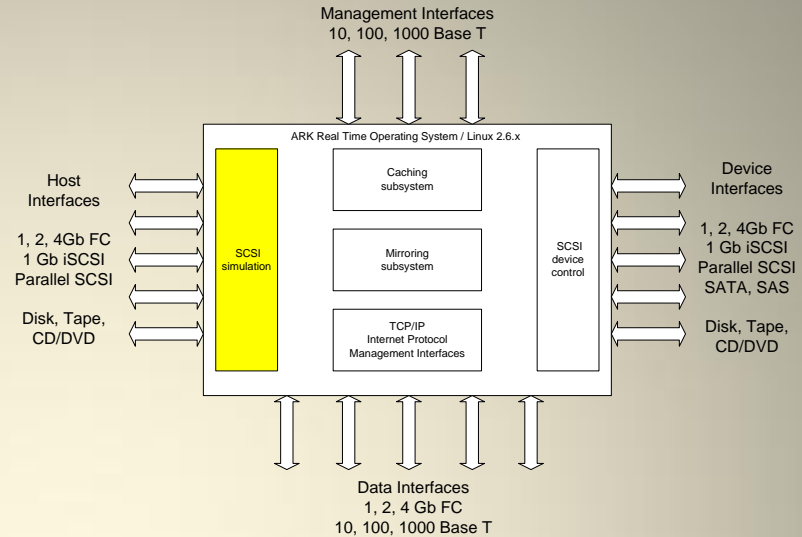 Management Interfaces
10, 100, 1000 Base T
ARK Real Time Operating System / Linux 2.6.x
Host
Interfaces
1, 2, 4Gb FC
1 Gb iSCSI
Parallel SCSI
Disk, Tape,
CD/DVD
SCSI
simulation
Caching
subsystem
Mirroring
subsystem
TCP/IP
Internet Protocol
Management Interfaces
SCSI
device
control
Device
Interfaces
1, 2, 4Gb FC
1 Gb iSCSI
Parallel SCSI
SATA, SAS
Disk, Tape,
CD/DVD
Data Interfaces
1, 2, 4 Gb FC
10, 100, 1000 Base T